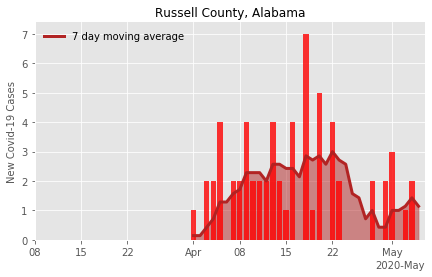 Russell County, Alabama
7 day moving average
New Covid-19 Cases
7
6
5
4
3
2
1
0
08 15 22 Apr 08 15 22 May
2020-May